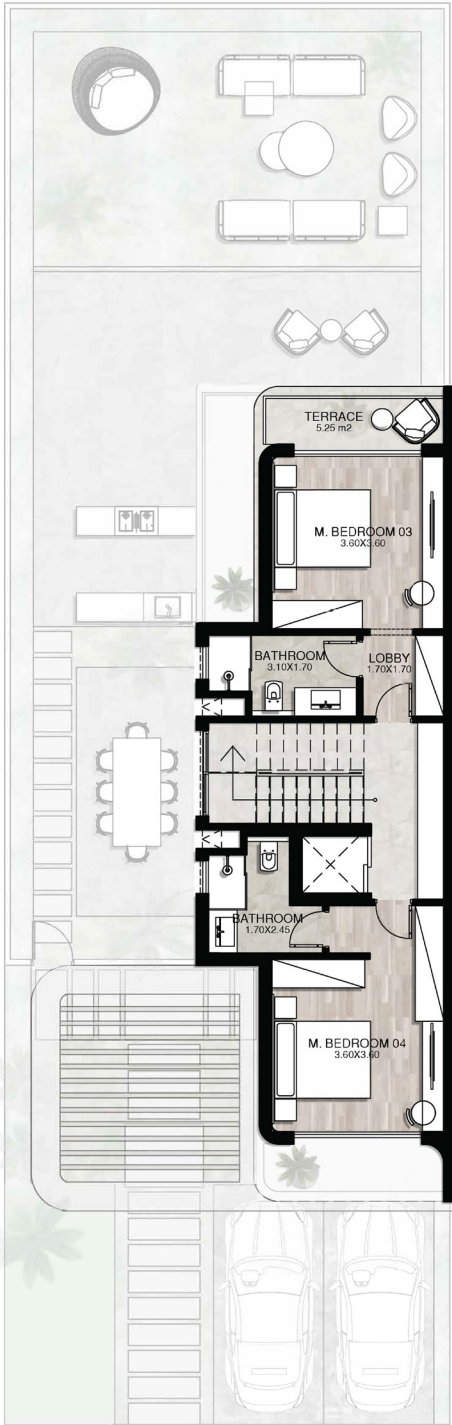 TERRACE
5.25 m2
M. BEDROOM 03
3.60X3.60
BATHROOM
3.10X1.70
LOBBY
1.70X1.70
BATHROOM
1.70X2.45
M. BEDROOM 04
3.60X3.60